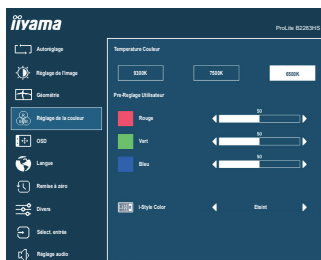 iiyama
ProLite B2283HS
Autoréglage
Réglage de l'image
Géométrie
Réglage de la couleur
OSD
Langue
Remise à zéro
Divers
Sélect. entrée
Réglage audio
Temperature Couleur
9300K 7500K 6500K
Pre-Reglage Utilisateur
50
Rouge
50
Vert
50
Bleu
i-Style Color Eteint